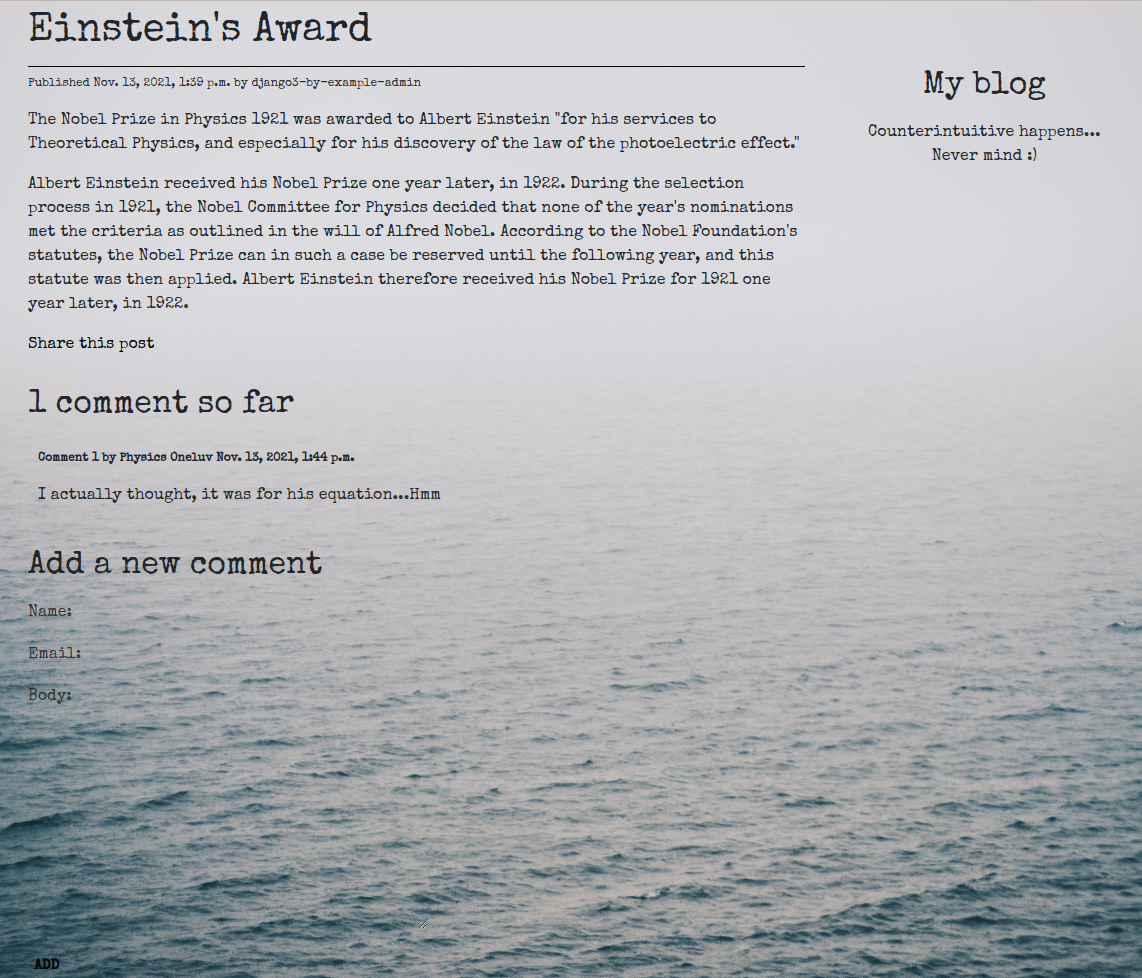 Einstein's Award
Published Nov. 13, 2021, 1:39 p.m. by django3-by-example-admin
The Nobel Prize in Physics 1921 was awarded to Albert Einstein "for his services to
Theoretical Physics, and especially for his discovery of the law of the photoelectric effect."
Albert Einstein received his Nobel Prize one year later, in 1922. During the selection
process in 1921, the Nobel Committee for Physics decided that none of the year's nominations
met the criteria as outlined in the will of Alfred Nobel. According to the Nobel Foundation's
statutes, the Nobel Prize can in such a case be reserved until the following year, and this
statute was then applied. Albert Einstein therefore received his Nobel Prize for 1921 one
year later, in 1922.
Share this post
1 comment so far
Comment 1 by Physics Oneluv Nov. 13, 2021, 1:44 p.m.
I actually thought, it was for his equation...Hmm
Add a new comment
Name:
Email:
Body:
ADD
My blog
Counterintuitive happens...
Never mind :)